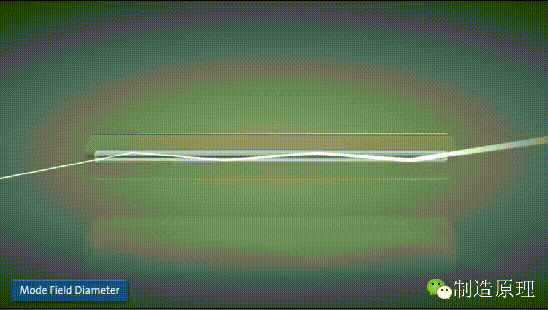 Mode Field Diameter
制造原理